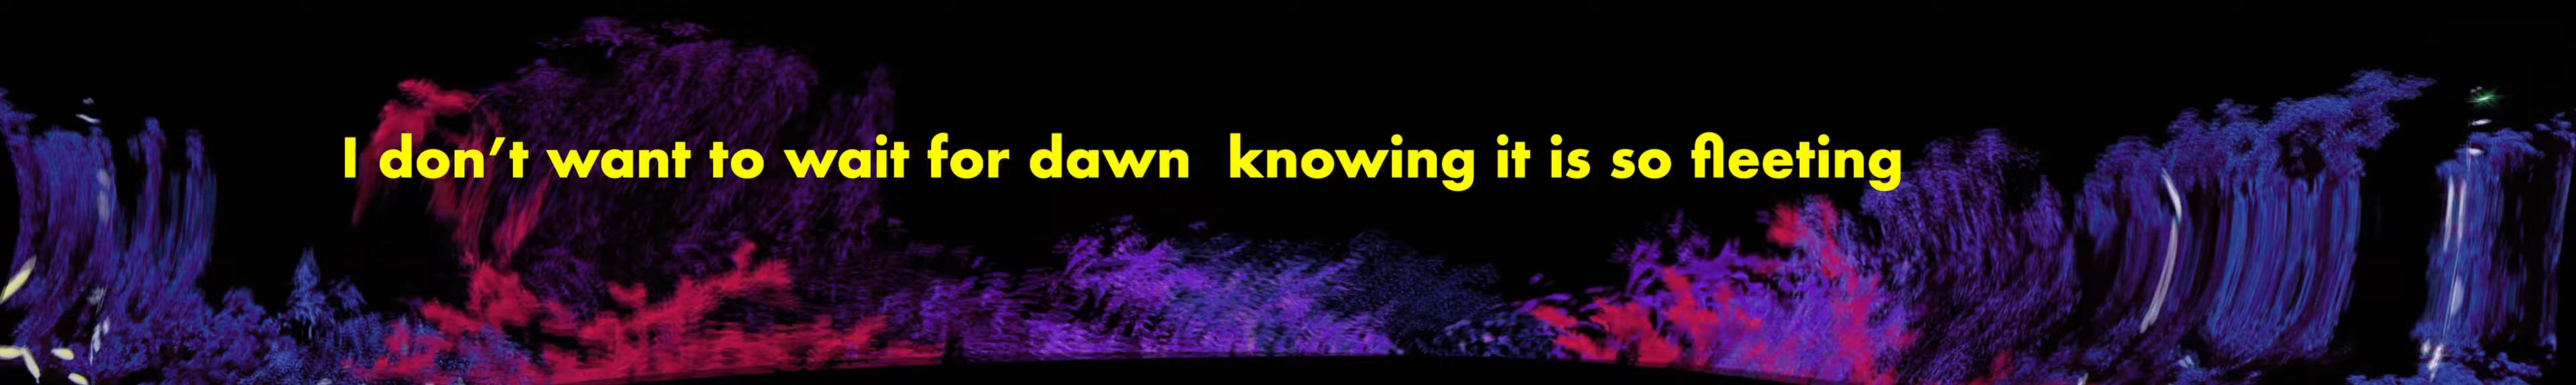 I don’t want to wait for dawn  knowing it is so fleeting